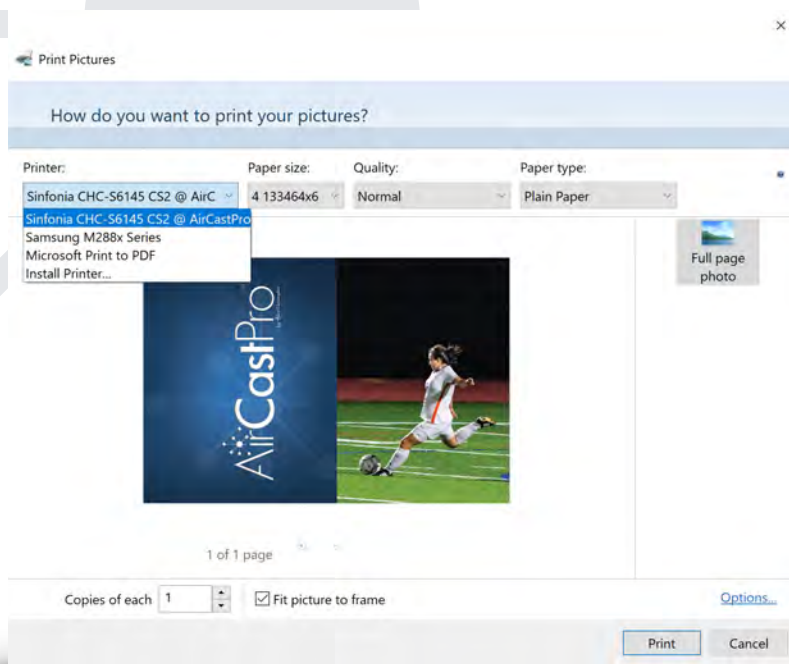 Print Pictures
How do you want to print your pictures?
Printer: Paper size: Quality: Paper type:
Sinfonia CHC-S6145 CS2 @ AirC 4 133464x6 Normal Plain Paper
Sinfonia CHC-S6145 CS2 @ AirCastPro
Samsung M288x Series
Microsoft Print to PDF
Install Printer...
Full page
photo
AirCastPro
1 of 1 page
Copies of each 1 Fit picture to frame Options...
Print Cancel